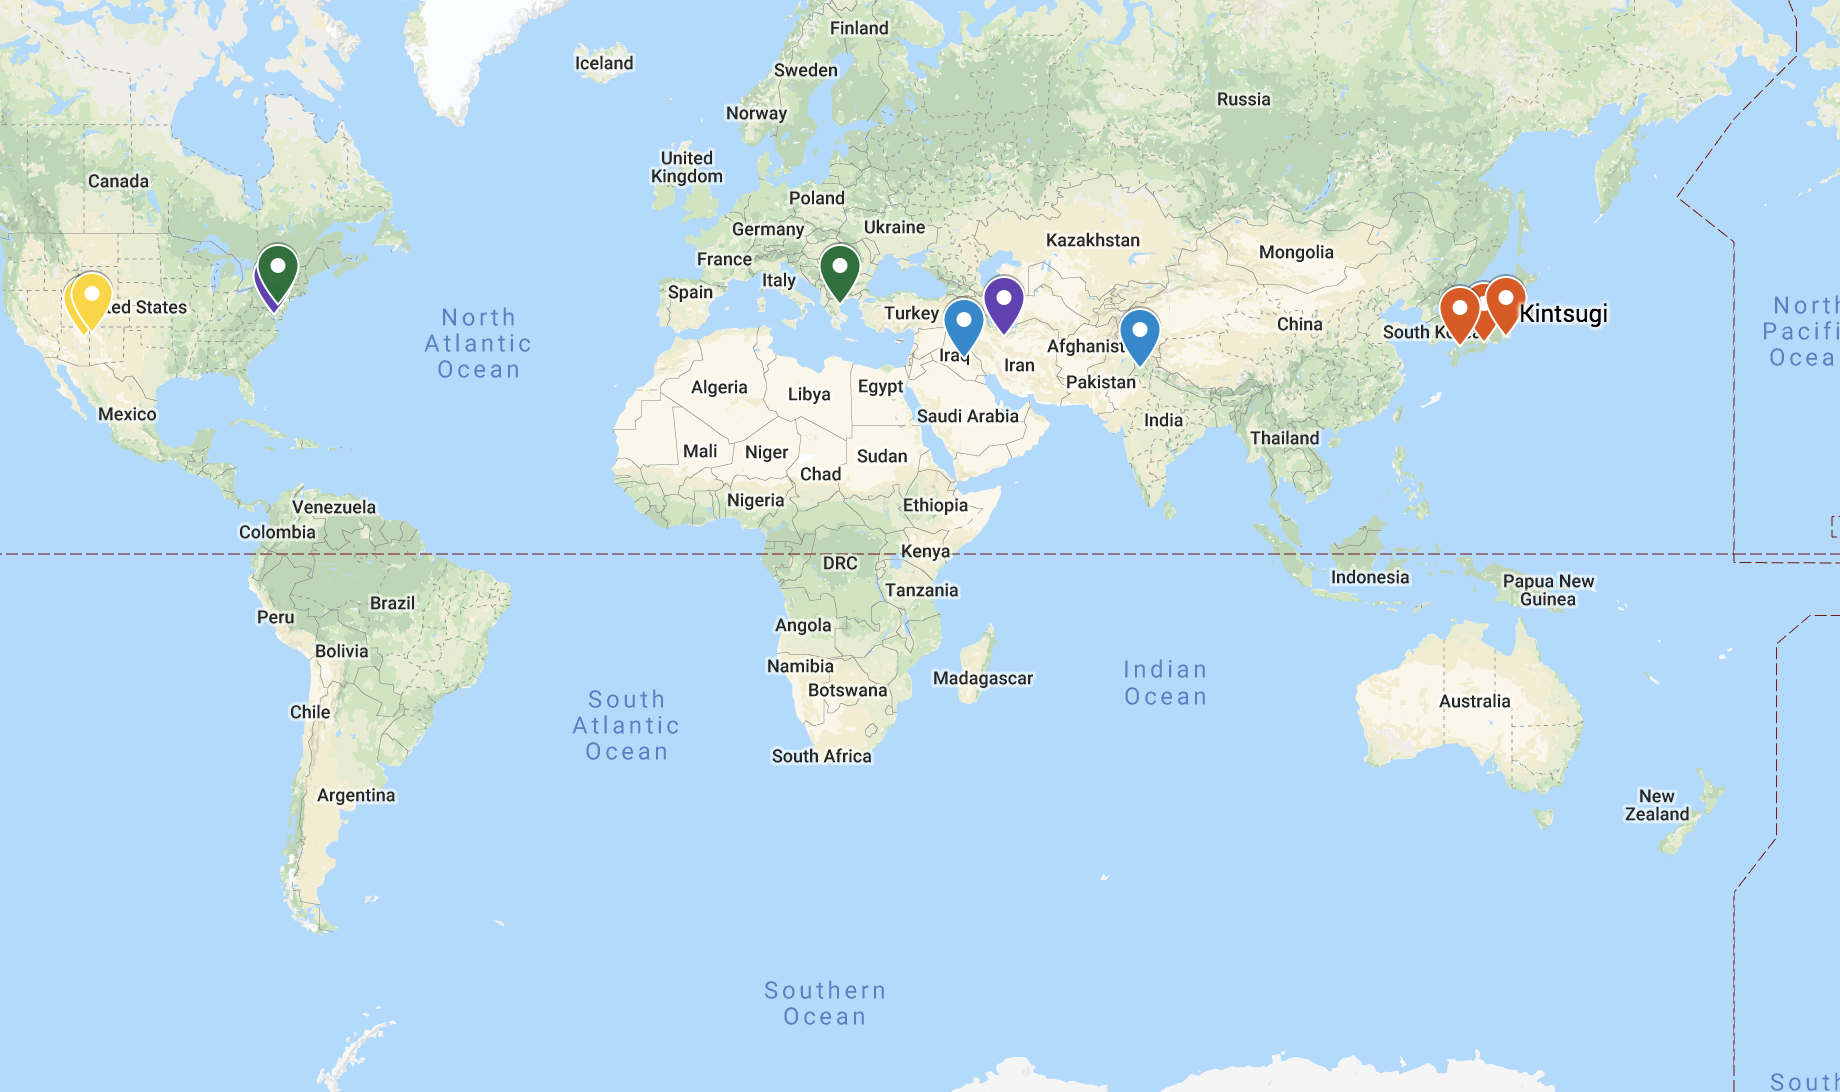 Finland
Iceland
Sweden
Russia
Norway
United
Kingdom
Canada
Poland
Ukraine
Germany
Kazakhstan
Mongolia
France
Italy
Spain
ted States
Turkey
Kintsugi
North
Atlantic
Ocean
North
Pacifi
Ocea
China
South K
a
Afghanist
Iraq
Iran
Pakistan
Algeria
Libya
Egypt
Saudi Arabia
Mexico
India
Thailand
Mali
Niger
Chad
Sudan
Nigeria
Ethiopia
Venezuela
Colombia
Kenya
DRC
Tanzania
Indonesia
Papua New
Guinea
Brazil
Peru
Angola
Bolivia
Namibia
Botswana
Madagascar
Indian
Ocean
Australia
Chile
South
Atlantic
Ocean
South Africa
Argentina
New
Zealand
Southern
Ocean
South